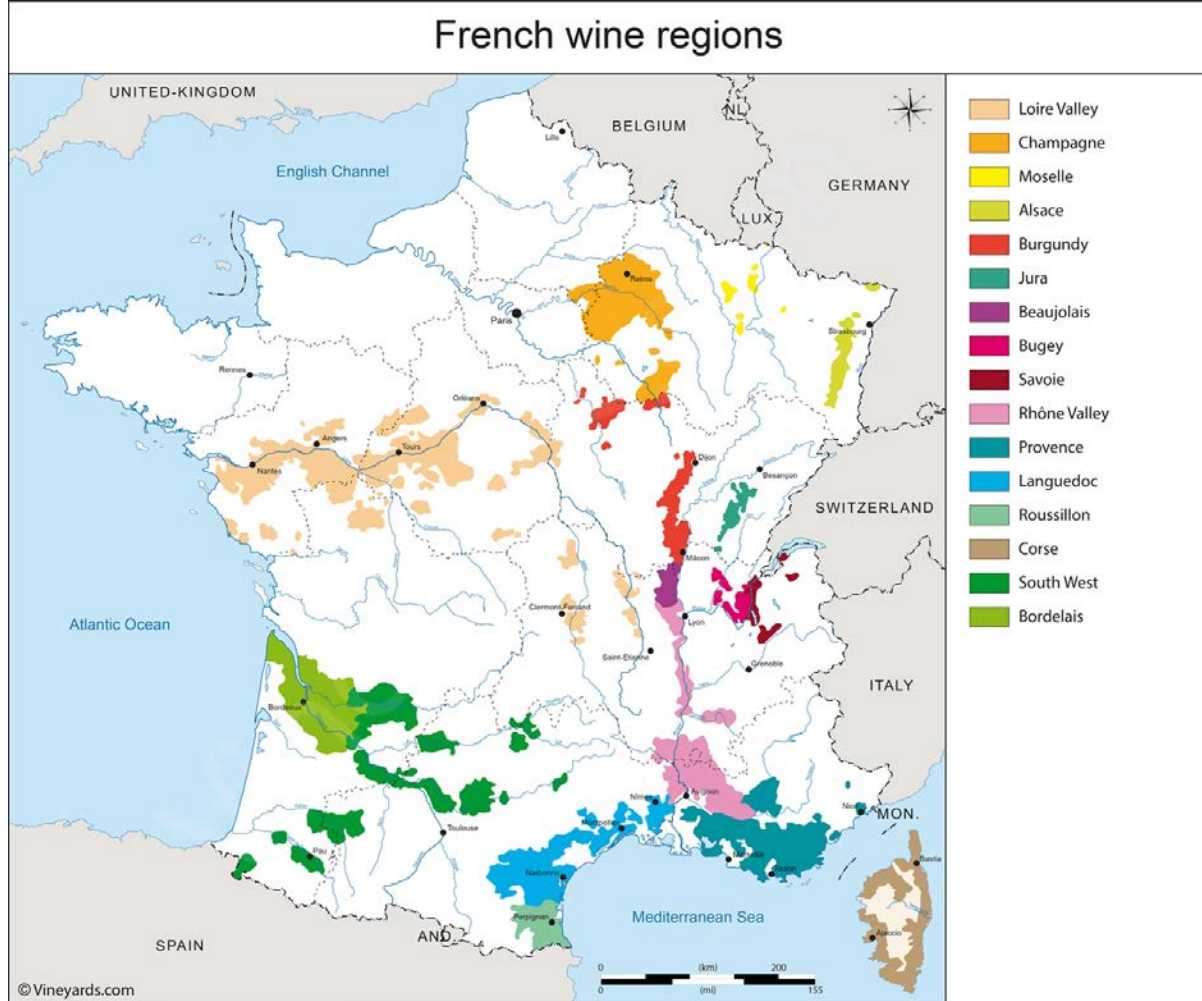 French wine regions
UNITED-KINGDOM
BELGIUM
NL.
GERMANY
LUX
English Channel
Lille
Reims
Paris
Strasbourg
Rennes
Orléans
Angers
Tours
Nantes
Dijon
Besançon
SWITZERLAND
Mâcon
Atlantic Ocean
Clermont-Ferrand
Lyon
Saint-Etienne
Grenoble
ITALY
Bordeaux
Avignon
Nîmes
Nice
MON.
Montpellier
Toulouse
Pau
Marseille
Toulon
Narbonne
Bastia
Perpignan
Mediterranean Sea
Ajaccio
AND.
SPAIN
0 (km) 200
0 (mi) 155
© Vineyards.com
Loire Valley
Champagne
Moselle
Alsace
Burgundy
Jura
Beaujolais
Bugey
Savoie
Rhône Valley
Provence
Languedoc
Roussillon
Corse
South West
Bordelais